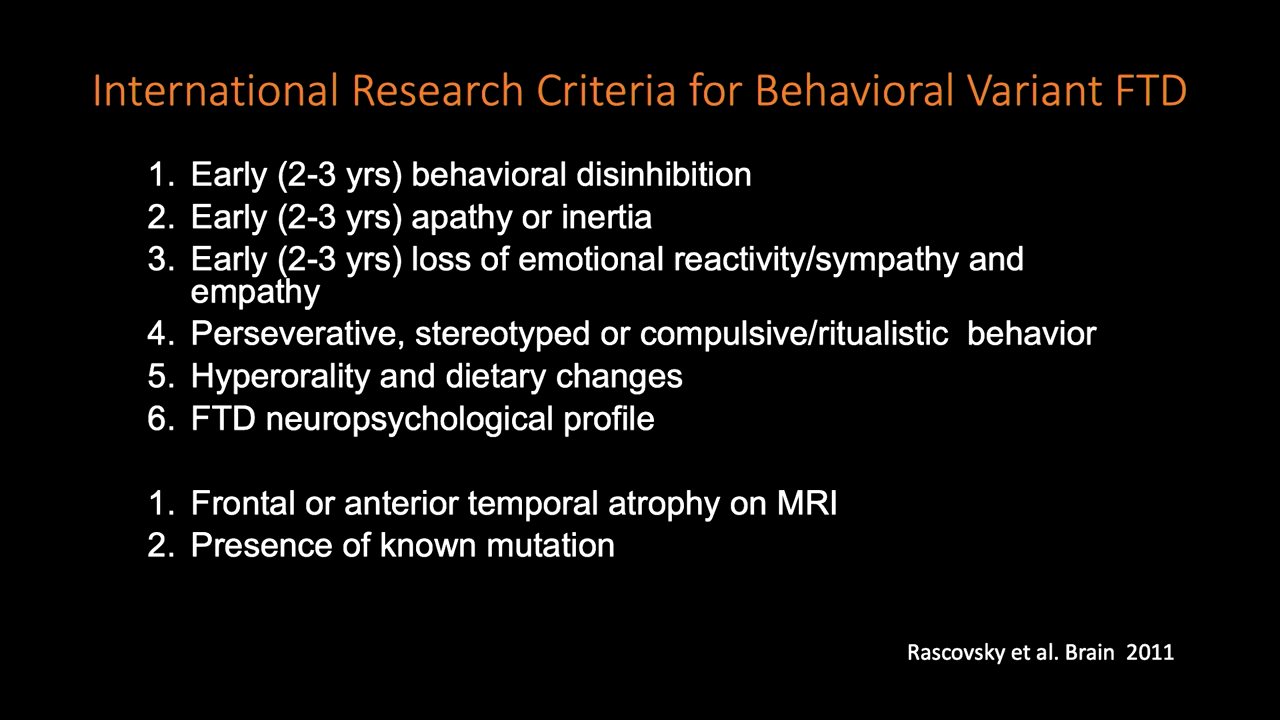 International Research Criteria for Behavioral Variant FTD
1. Early (2-3 yrs) behavioral disinhibition
2. Early (2-3 yrs) apathy or inertia
3. Early (2-3 yrs) loss of emotional reactivity/sympathy and
empathy
4. Perseverative, stereotyped or compulsive/ritualistic  behavior
5. Hyperorality and dietary changes
6. FTD neuropsychological profile
1. Frontal or anterior temporal atrophy on MRI
2. Presence of known mutation
Rascovsky et al. Brain  2011